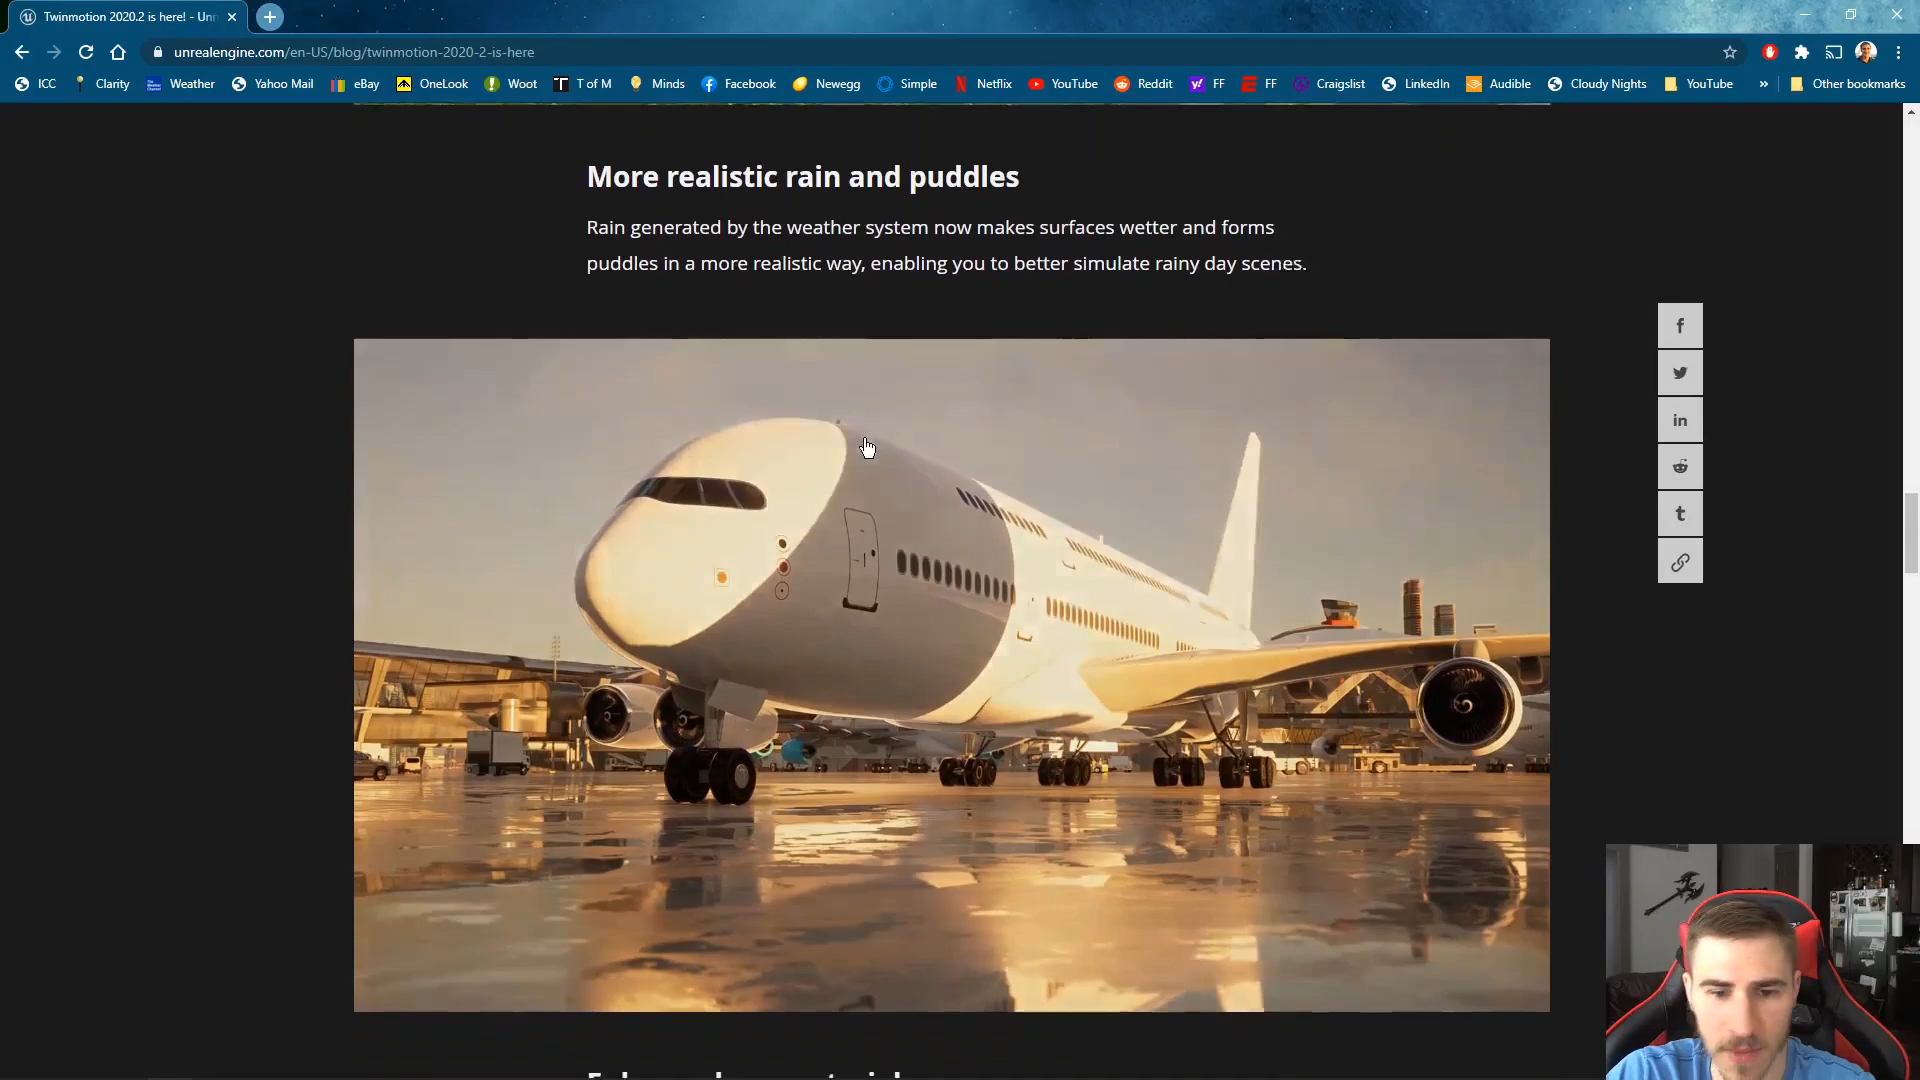 Twinmotion 2020.2 is here! - Un
unrealengine.com/en-US/blog/twinmotion-2020-2-is-here
ICC Clarity Weather Yahoo Mail eBay OneLook Woot T of M Minds Facebook Newegg Simple Netflix YouTube Reddit FF FF Craigslist LinkedIn Audible Cloudy Nights YouTube » Other bookmarks
More realistic rain and puddles
Rain generated by the weather system now makes surfaces wetter and forms
puddles in a more realistic way, enabling you to better simulate rainy day scenes.